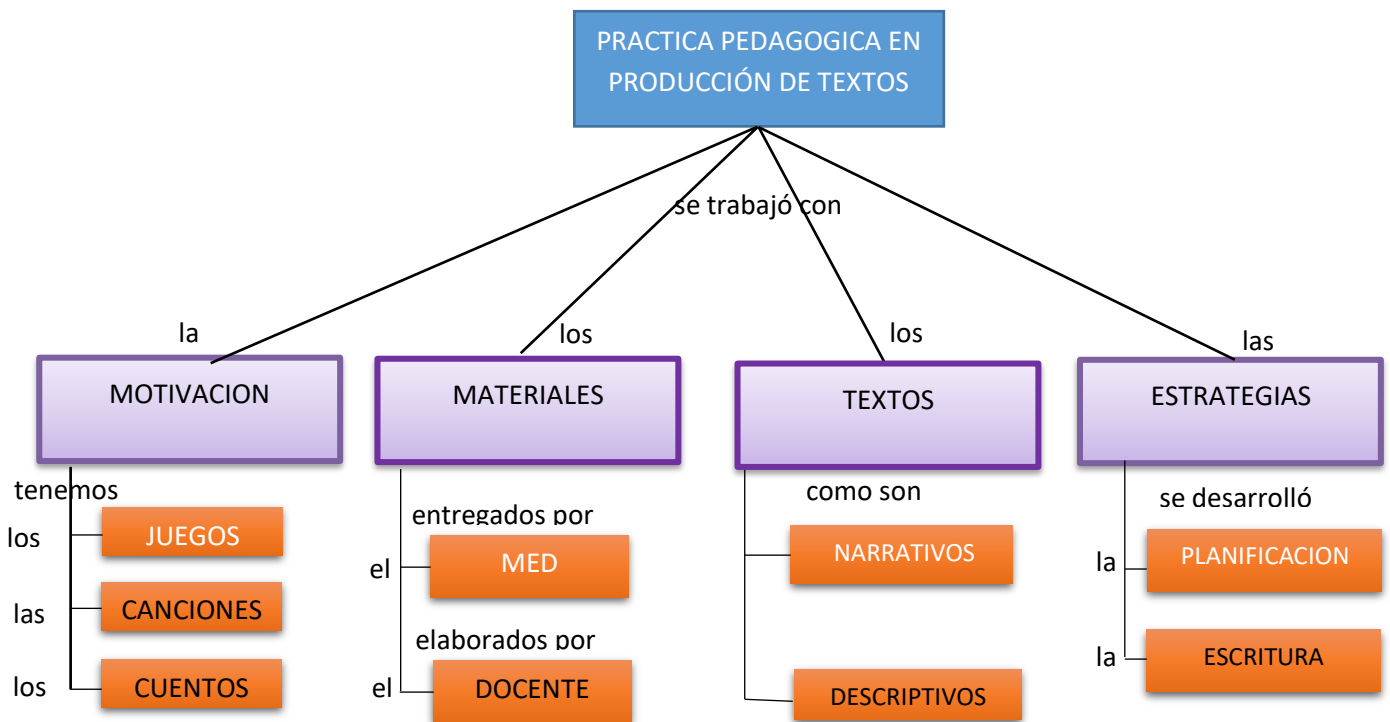 PRACTICA PEDAGOGICA EN
PRODUCCIÓN DE TEXTOS
se trabajó con
la
los
los
las
MOTIVACION
MATERIALES
TEXTOS
ESTRATEGIAS
tenemos
los
JUEGOS
las
CANCIONES
los
CUENTOS
entregados por
el
MED
elaborados por
el
DOCENTE
como son
NARRATIVOS
DESCRIPTIVOS
se desarrolló
la
PLANIFICACION
la
ESCRITURA